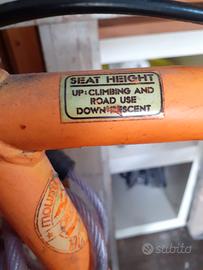 SEAT HEIGHT
UP:CLIMBING AND
ROAD USE
DOWN:DESCENT
subito